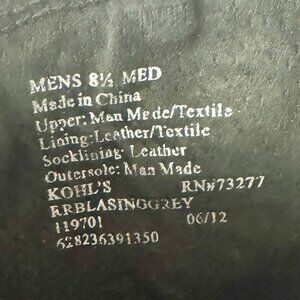 MENS 8½ MED
Made in China
Upper: Man Made/Textile
Lining: Leather/Textile
Socklining: Leather
Outersole: Man Made
KOHL'S RN#73277
RRBLASINGGREY
119701 06/12
628236391350